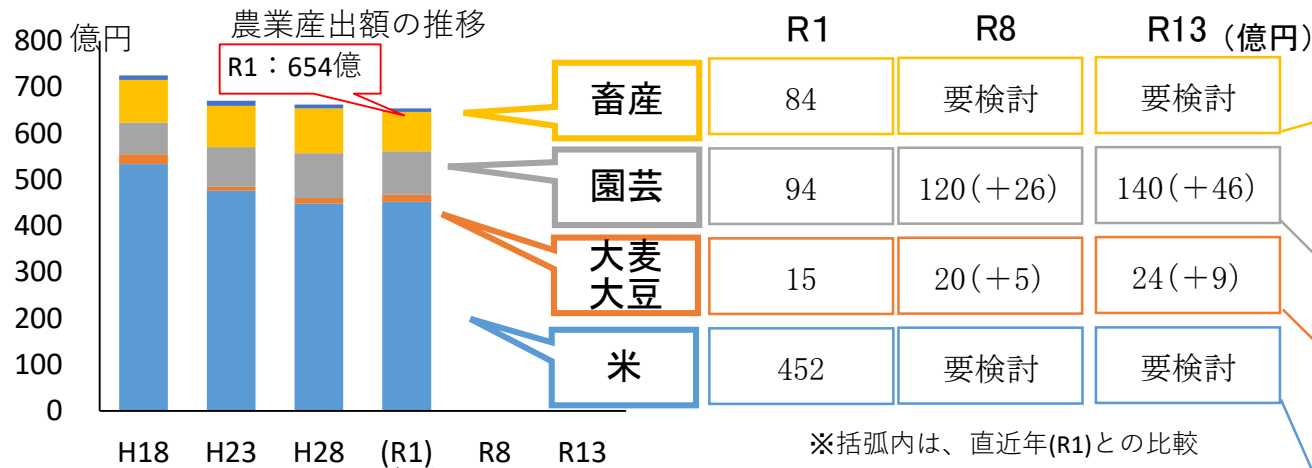 農業産出額の推移
800 億円
700
600
500
400
300
200
100
0
R1：654億
H18 H23 H28 (R1) R8 R13
R1 R8 R13 (億円)
畜産 84 要検討 要検討
園芸 94 120(＋26) 140(＋46)
大麦
大豆 15 20(＋5) 24(＋9)
米 452 要検討 要検討
※括弧内は、直近年(R1)との比較